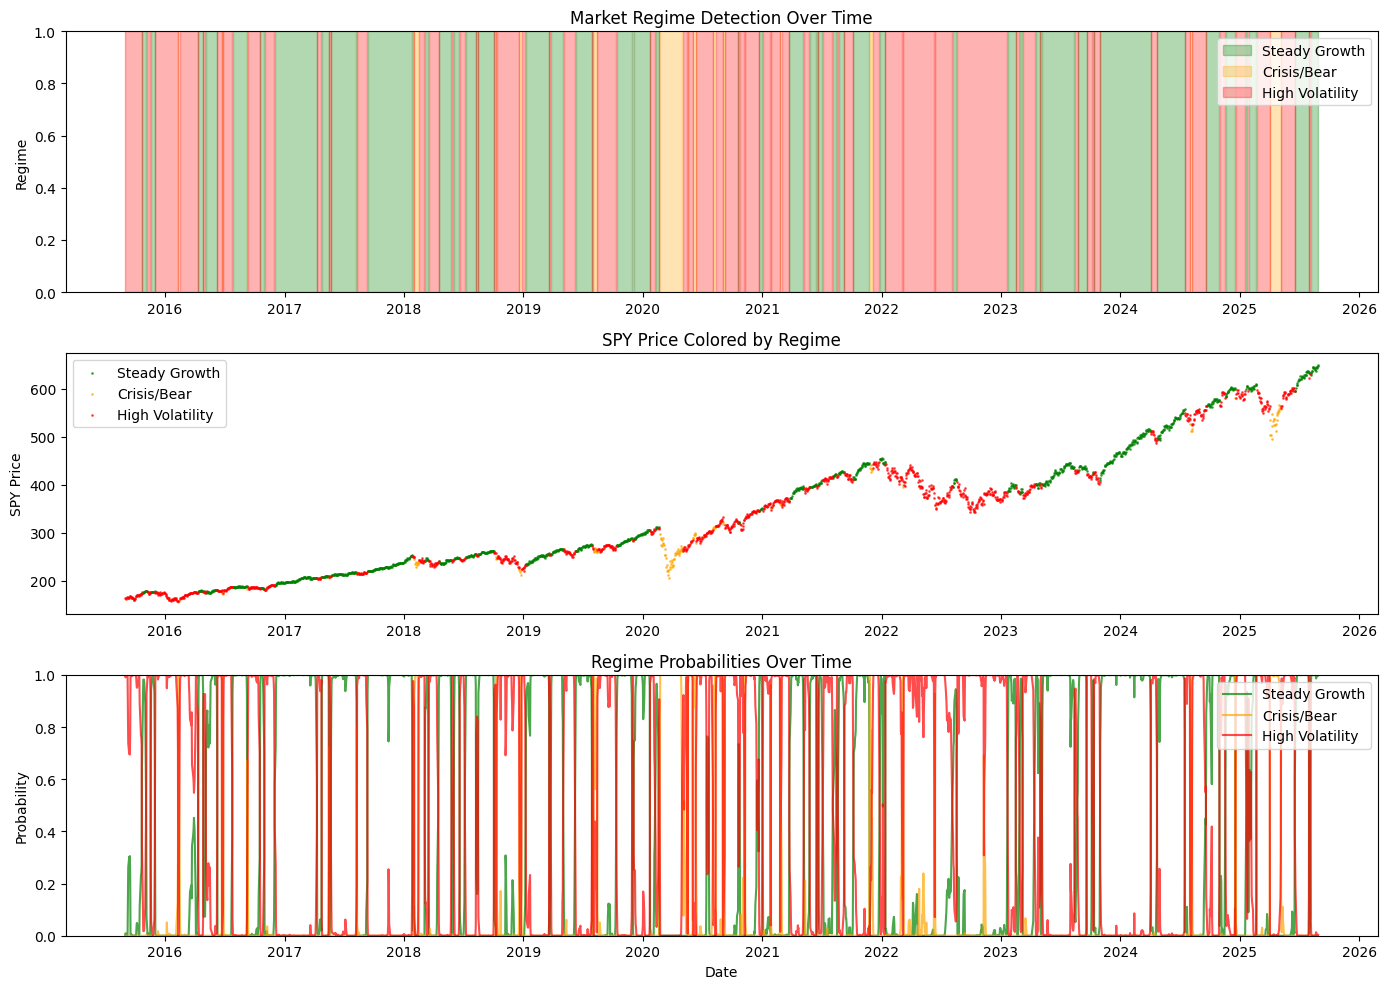 Market Regime Detection Over Time
1.0
0.8
0.6
0.4
0.2
0.0
Regime
Steady Growth
Crisis/Bear
High Volatility
2016 2017 2018 2019 2020 2021 2022 2023 2024 2025 2026
SPY Price Colored by Regime
600
500
400
300
200
SPY Price
Steady Growth
Crisis/Bear
High Volatility
2016 2017 2018 2019 2020 2021 2022 2023 2024 2025 2026
Regime Probabilities Over Time
1.0
0.8
0.6
0.4
0.2
0.0
Probability
Steady Growth
Crisis/Bear
High Volatility
2016 2017 2018 2019 2020 2021 2022 2023 2024 2025 2026
Date